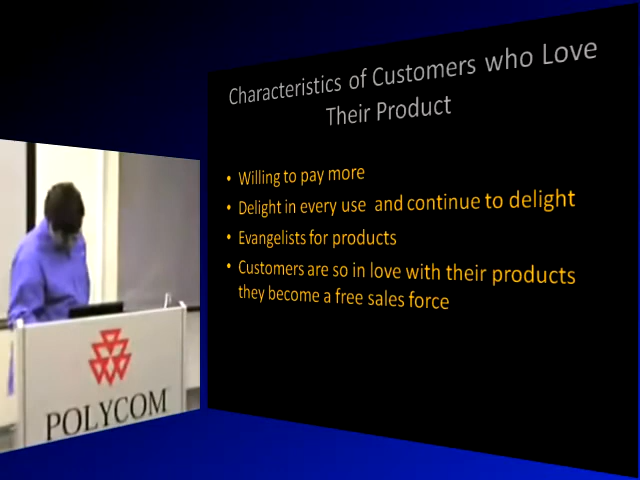 Characteristics of Customers who Love
Their Product
• Willing to pay more
• Delight in every use and continue to delight
• Evangelists for products
• Customers are so in love with their products
they become a free sales force
POLYCOM